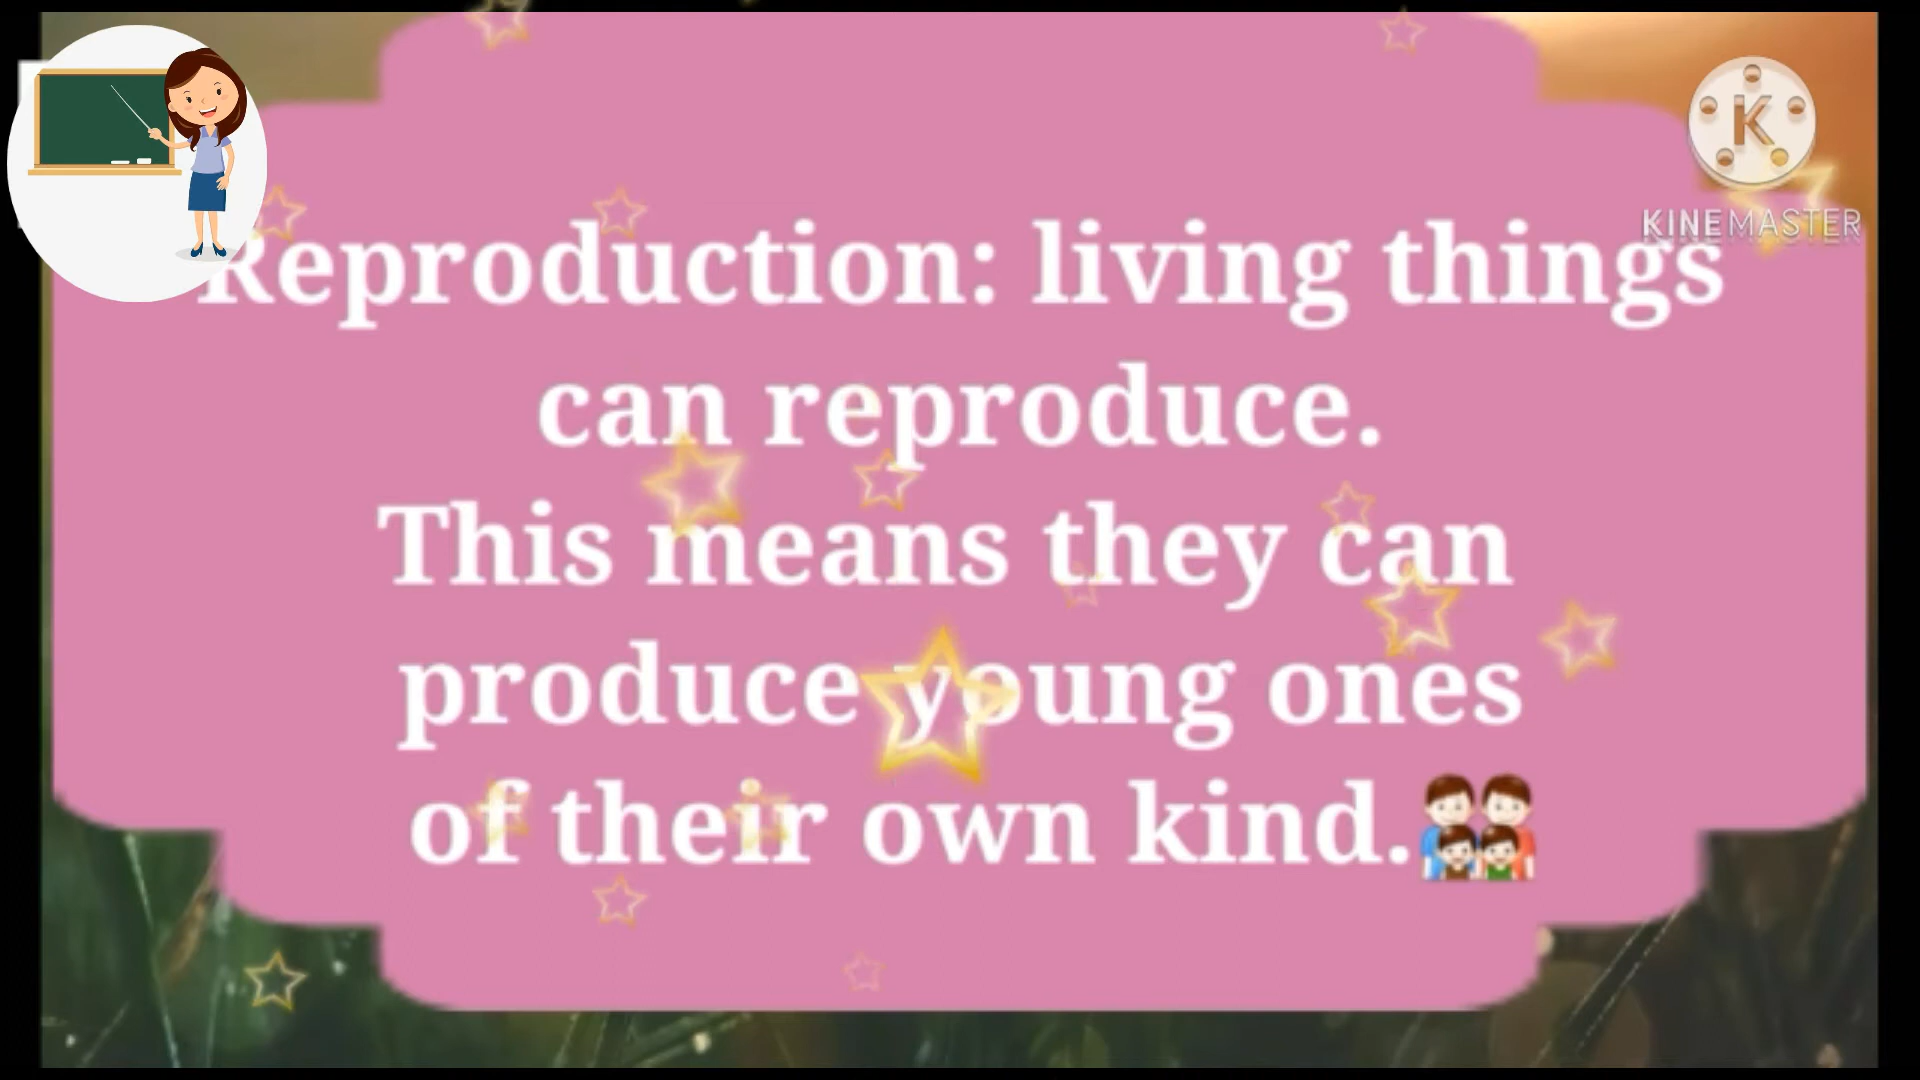 KINEMASTER
Reproduction: living things
can reproduce.
This means they can
produce young ones
of their own kind.